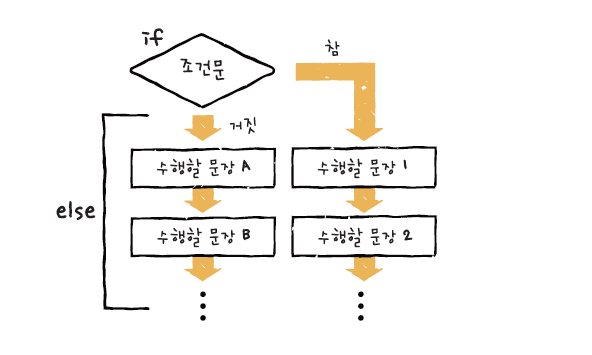 if
조건문
참
거짓
수행할 문장 A
수행할 문장 1
else
수행할 문장 B
수행할 문장 2